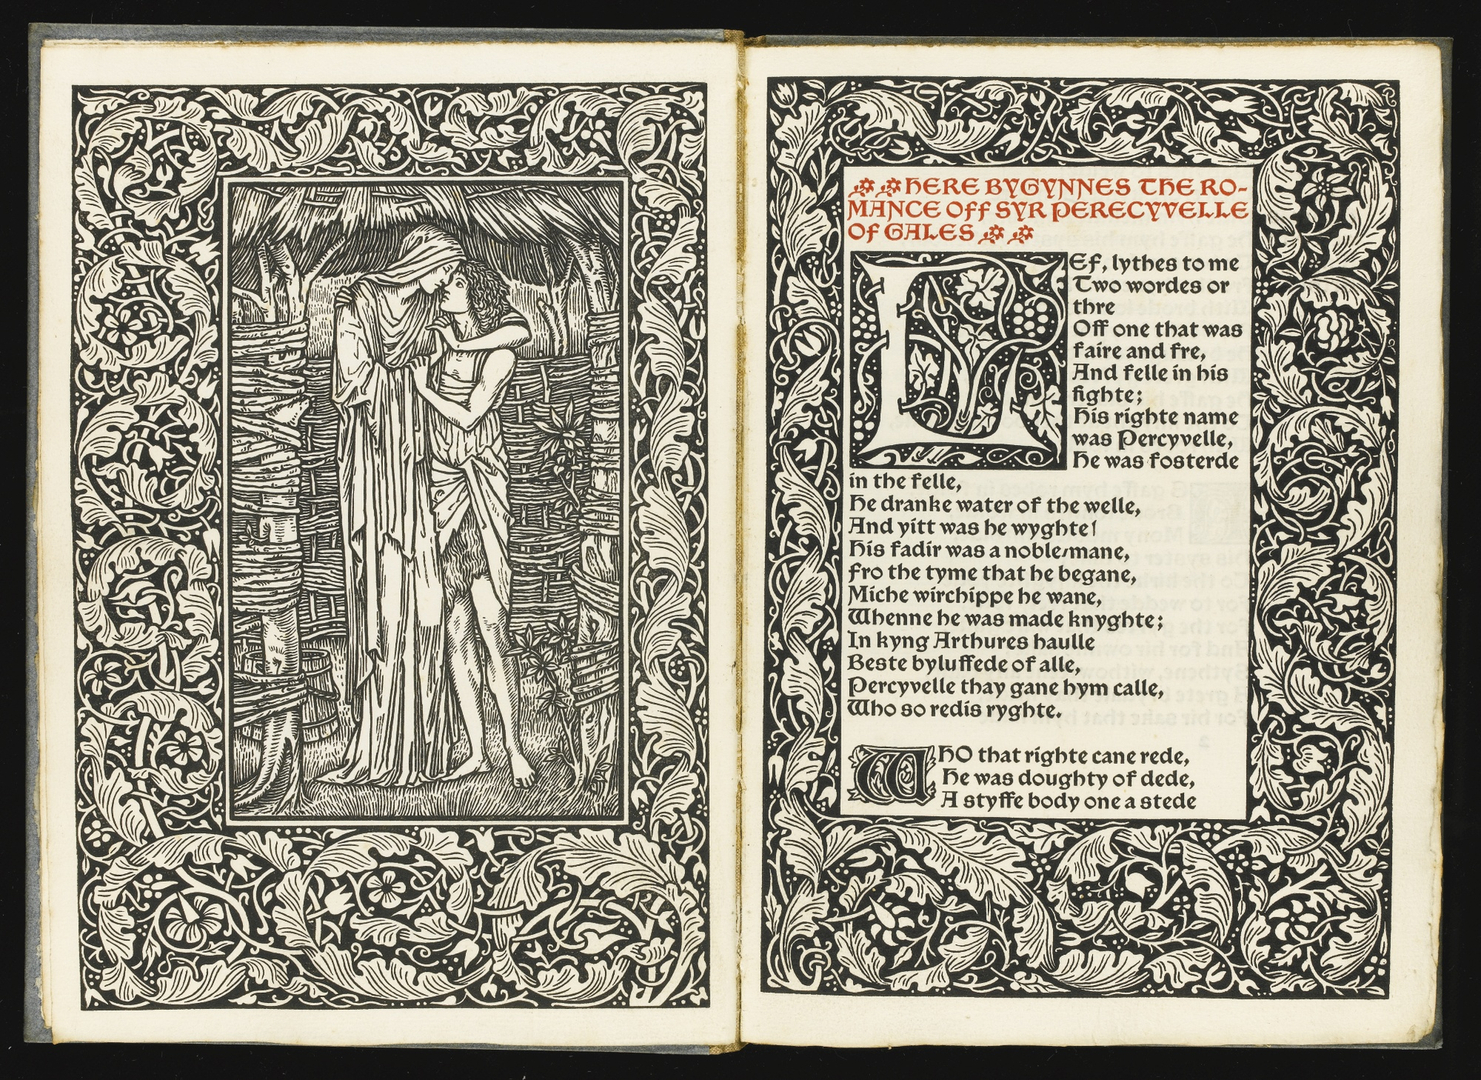 HERE BYGYNNES THE RO-
MANCE OFF SYR PERECYVELLE
OF GALES
LEF, lythes to me
Two wordes or
thre
Off one that was
faire and fre,
And felle in his
fighte;
His righte name
was Percyvelle,
He was fosterde
in the felle,
He dranke water of the welle,
And yitt was he wyghte!
His fadir was a noble mane,
Fro the tyme that he begane,
Miche wirchippe he wane,
Whenne he was made knyghte;
In kyng Arthures haulle
Beste byluffede of alle,
Percyvelle thay gane hym calle,
Who so redis ryghte.
WHO that righte cane rede,
He was doughty of dede,
A styffe body one a stede